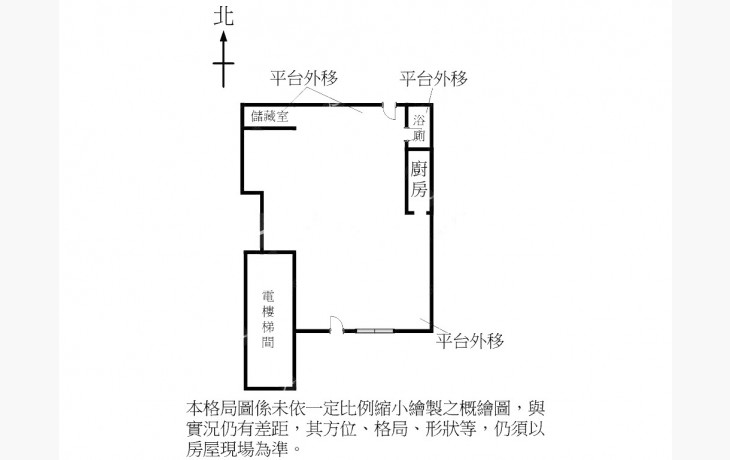 北
平台外移
平台外移
儲藏室
浴廁
廚房
電樓梯間
平台外移
本格局圖係未依一定比例縮小繪製之概繪圖，與
實況仍有差距，其方位、格局、形狀等，仍須以
房屋現場為準。